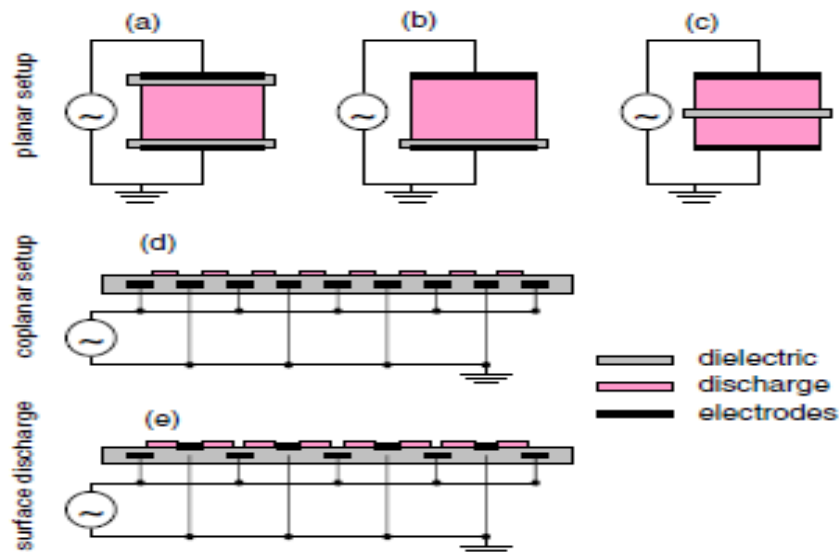 (a)
(b)
(c)
planar setup
~
~
~
(d)
coplanar setup
~
dielectric
discharge
electrodes
(e)
surface discharge
~